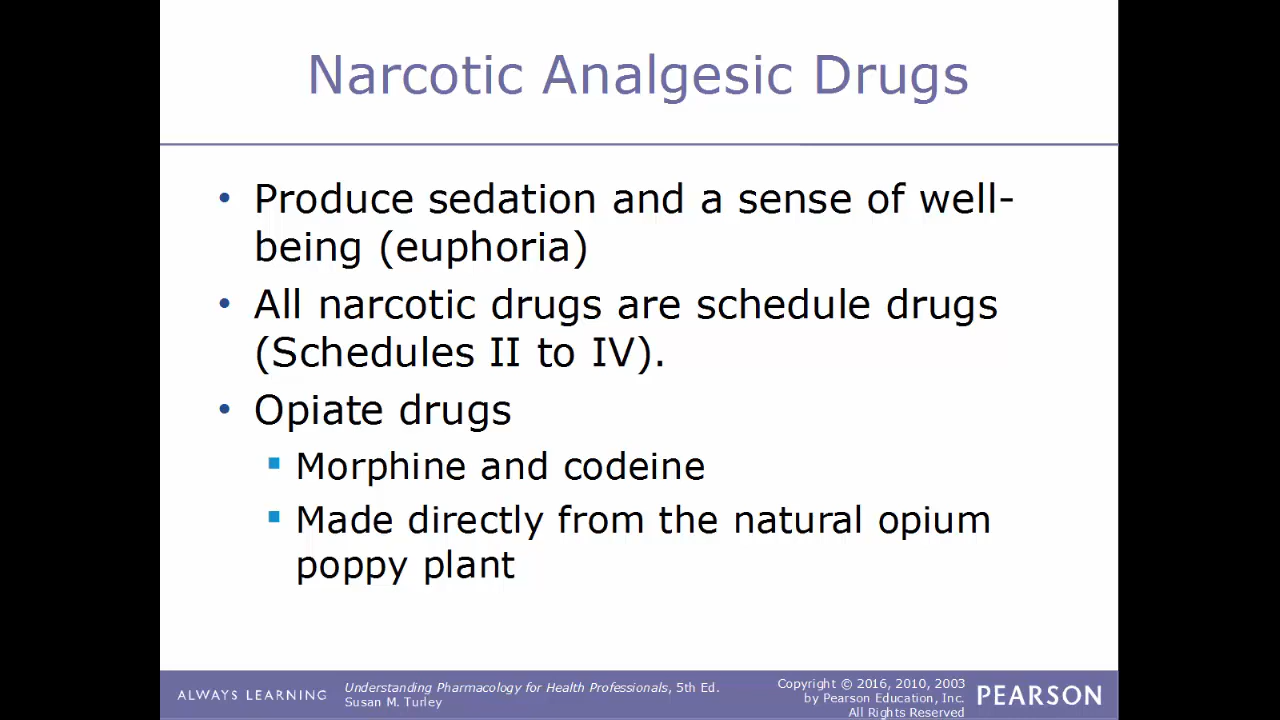 Narcotic Analgesic Drugs
• Produce sedation and a sense of well-
being (euphoria)
• All narcotic drugs are schedule drugs
(Schedules II to IV).
• Opiate drugs
▪ Morphine and codeine
▪ Made directly from the natural opium
poppy plant
ALWAYS LEARNING
Understanding Pharmacology for Health Professionals, 5th Ed.
Susan M. Turley
Copyright © 2016, 2010, 2003
by Pearson Education, Inc.
All Rights Reserved
PEARSON